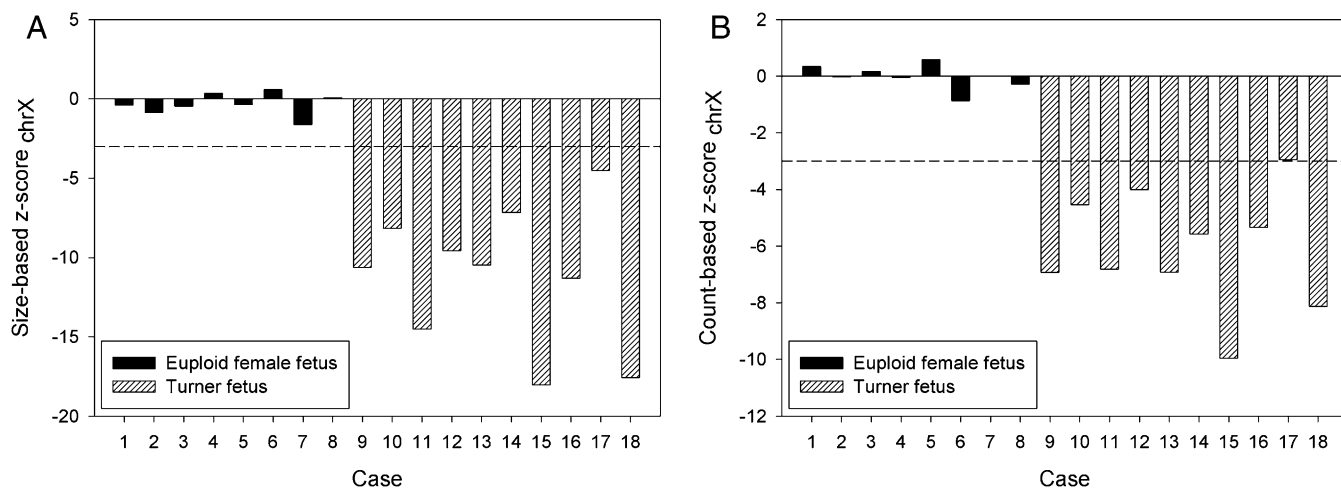 A
Size-based z-score chrX
5
0
-5
-10
-15
-20
Euploid female fetus
Turner fetus
1 2 3 4 5 6 7 8 9 10 11 12 13 14 15 16 17 18
Case
B
Count-based z-score chrX
2
0
-2
-4
-6
-8
-10
-12
Euploid female fetus
Turner fetus
1 2 3 4 5 6 7 8 9 10 11 12 13 14 15 16 17 18
Case